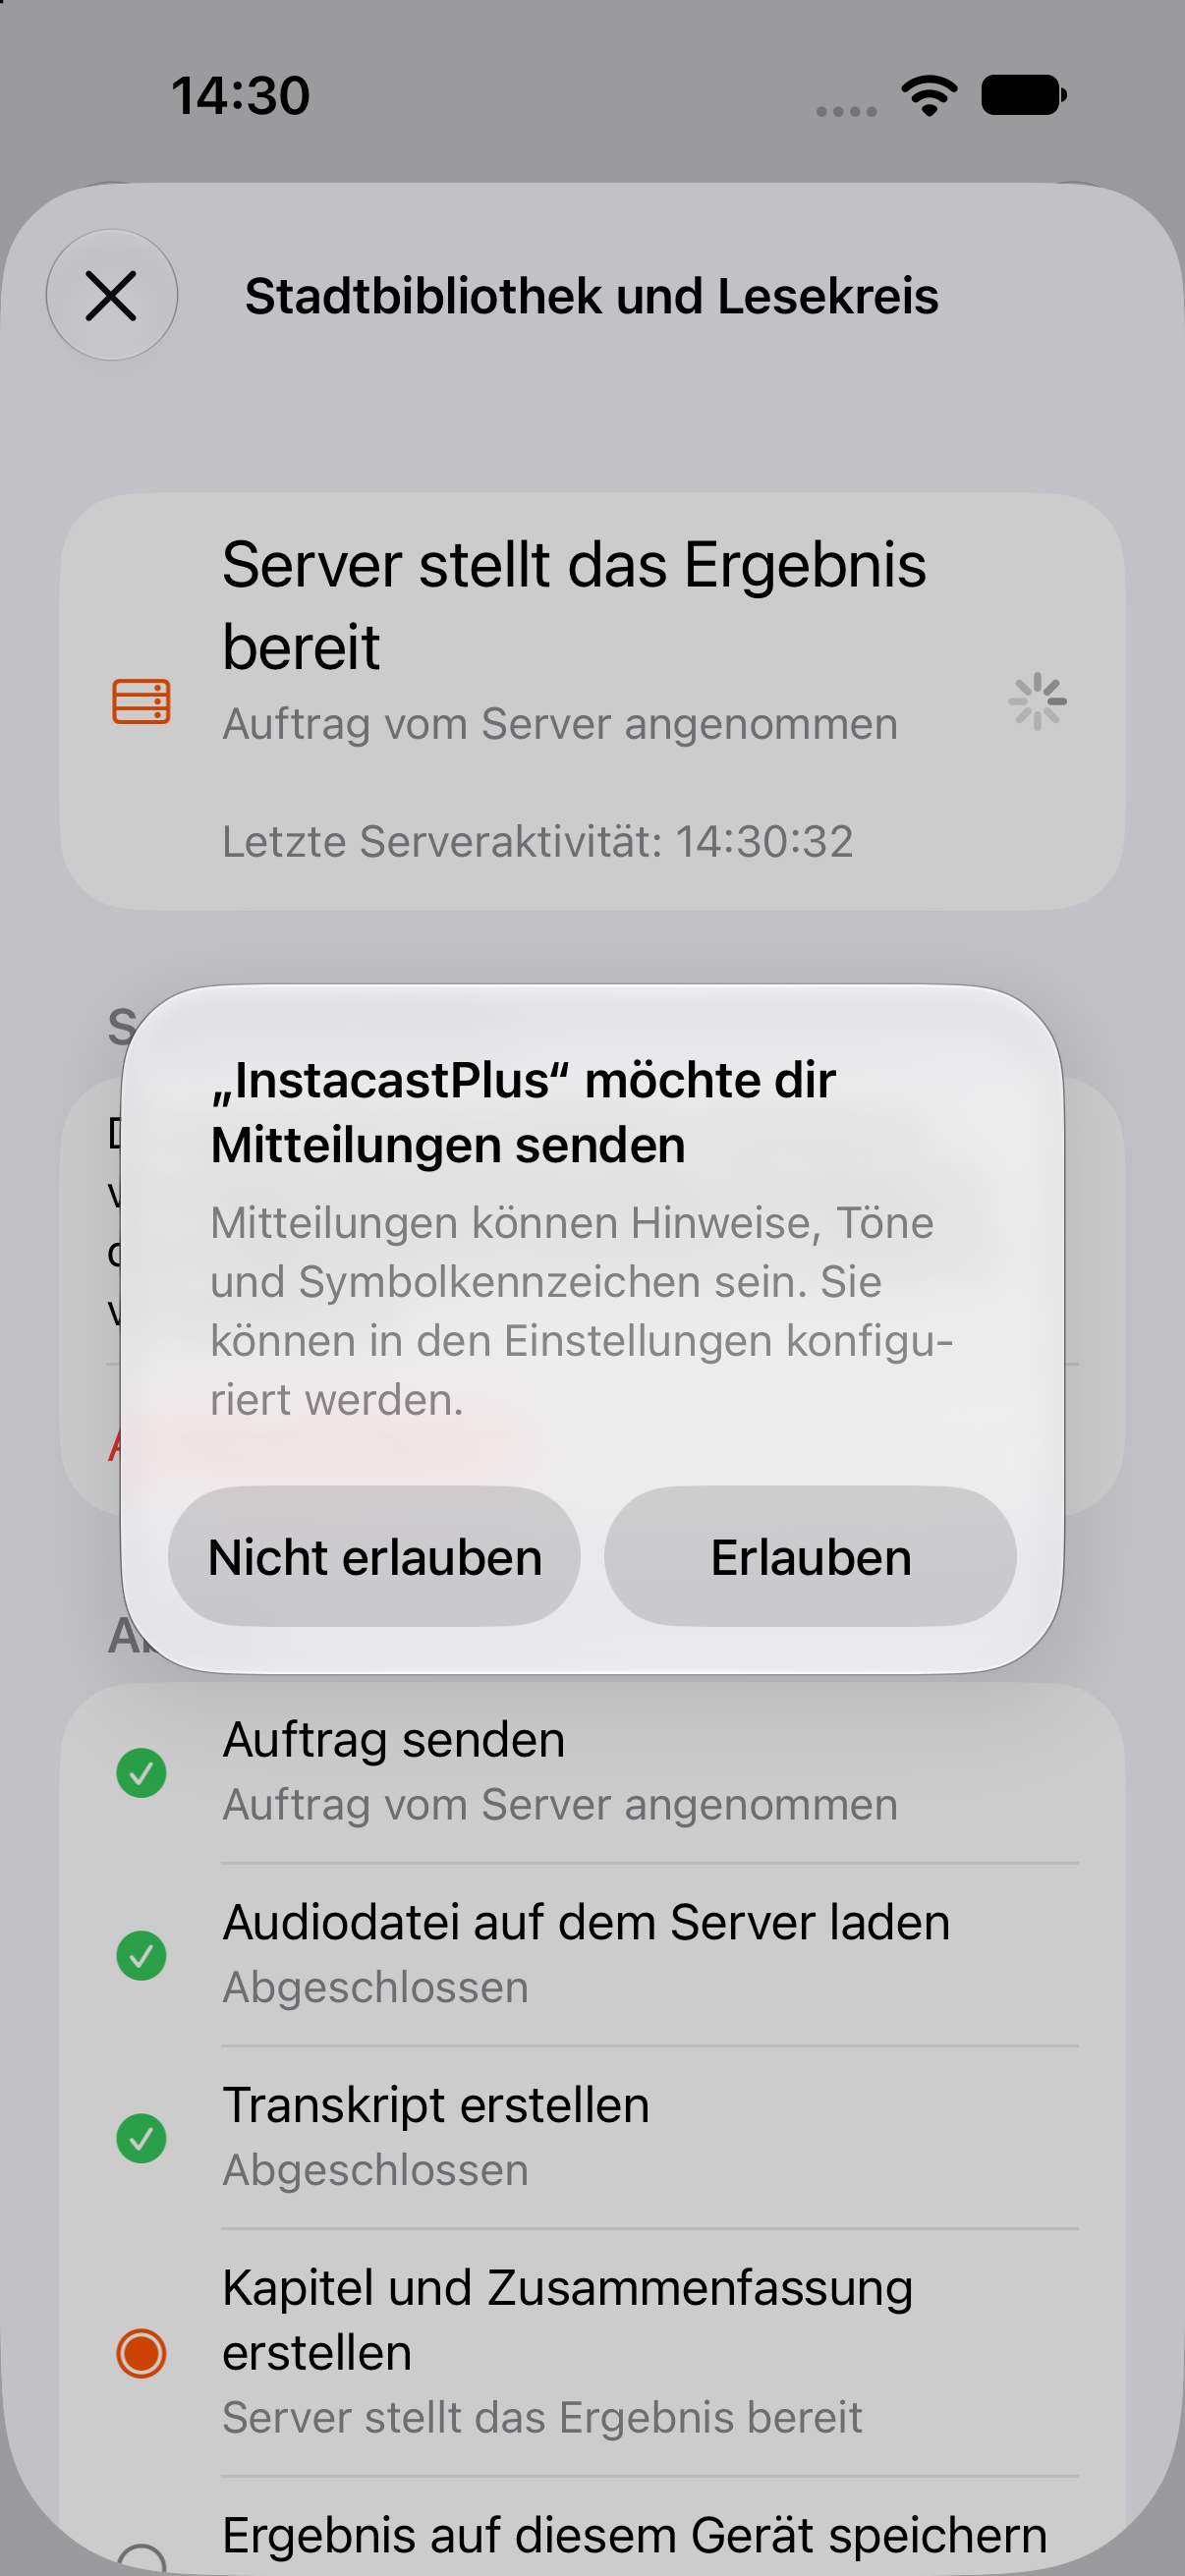 14:30
Stadtbibliothek und Lesekreis
Server stellt das Ergebnis
bereit
Auftrag vom Server angenommen
Letzte Serveraktivität: 14:30:32
„InstacastPlus“ möchte dir
Mitteilungen senden
Mitteilungen können Hinweise, Töne
und Symbolkennzeichen sein. Sie
können in den Einstellungen konfigu-
riert werden.
Nicht erlauben
Erlauben
Auftrag senden
Auftrag vom Server angenommen
Audiodatei auf dem Server laden
Abgeschlossen
Transkript erstellen
Abgeschlossen
Kapitel und Zusammenfassung
erstellen
Server stellt das Ergebnis bereit
Ergebnis auf diesem Gerät speichern